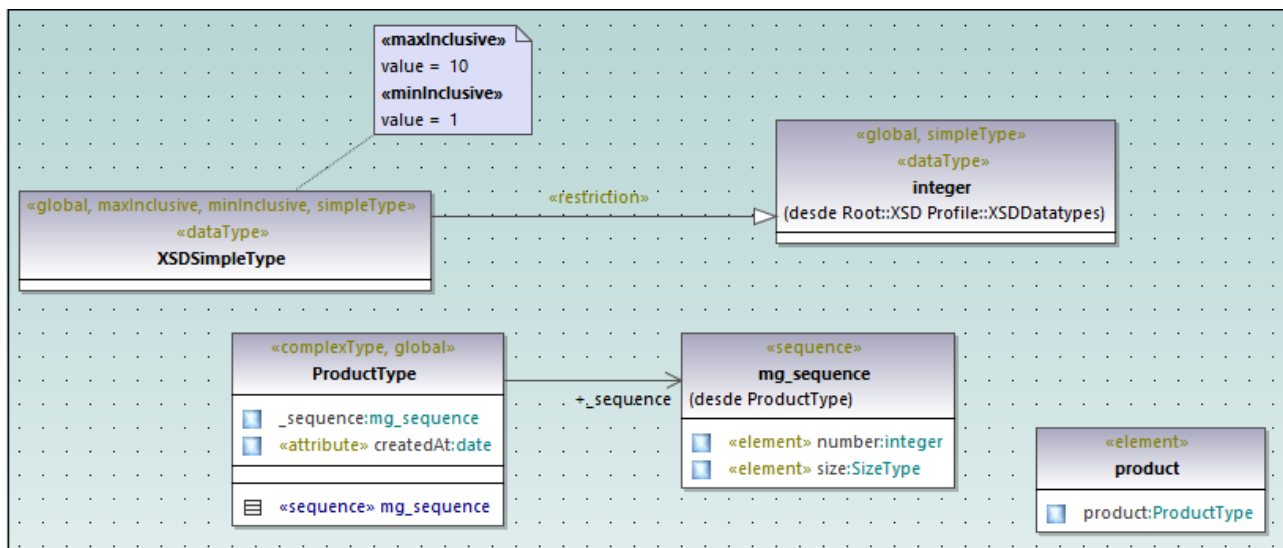 «maxInclusive»
value = 10
«minInclusive»
value = 1
«global, simpleType»
«dataType»
integer
(desde Root::XSD Profile::XSDDatatypes)
«restriction»
«global, maxInclusive, minInclusive, simpleType»
«dataType»
XSDSimpleType
«complexType, global»
ProductType
_sequence:mg_sequence
«attribute» createdAt:date
«sequence» mg_sequence
+_sequence
«sequence»
mg_sequence
(desde ProductType)
«element» number:integer
«element» size:SizeType
«element»
product
product:ProductType